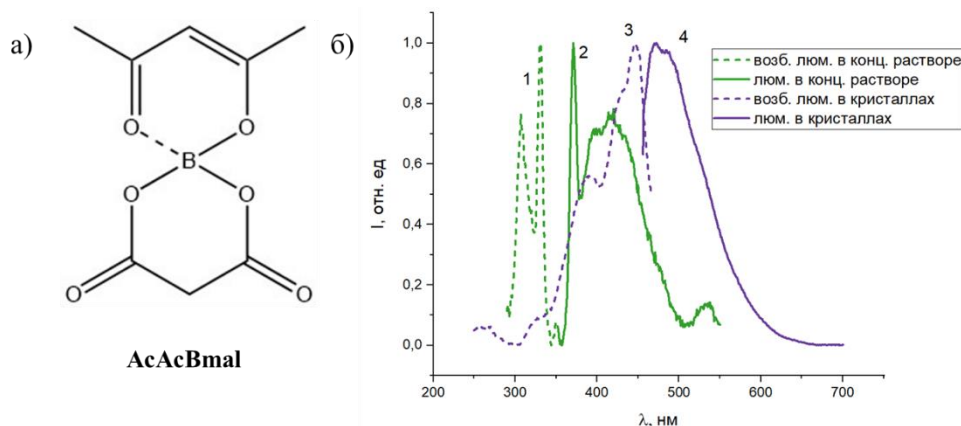 а)
O
O
B
O
O
O
O
AcAcBmal
б)
1
2
3
4
возб. люм. в конц. растворе
люм. в конц. растворе
возб. люм. в кристаллах
люм. в кристаллах
I, отн. ед
1,0
0,8
0,6
0,4
0,2
0,0
200 300 400 500 600 700
λ, нм